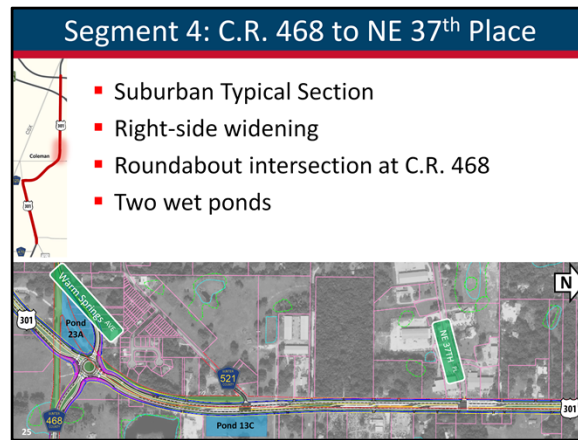 Segment 4: C.R. 468 to NE 37th Place
Suburban Typical Section
Right-side widening
Roundabout intersection at C.R. 468
Two wet ponds
301
Coleman
301
Warm Springs AVE
N
301
Pond
23A
NE 37TH Pl
521
468
Pond 13C
301
25